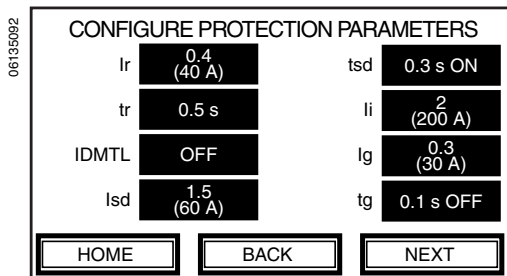 06135092
CONFIGURE PROTECTION PARAMETERS
Ir
0.4
(40 A)
tr
0.5 s
IDMTL
OFF
Isd
1.5
(60 A)
tsd
0.3 s ON
Ii
2
(200 A)
Ig
0.3
(30 A)
tg
0.1 s OFF
HOME
BACK
NEXT